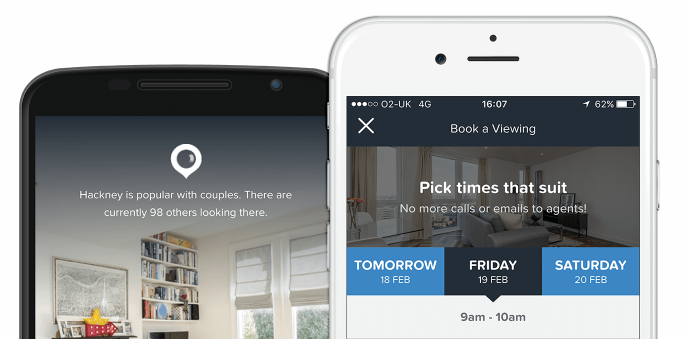 Hackney is popular with couples. There are
currently 98 others looking there.
O2-UK 4G 16:07 62%
Book a Viewing
Pick times that suit
No more calls or emails to agents!
TOMORROW FRIDAY SATURDAY
18 FEB 19 FEB 20 FEB
9am - 10am